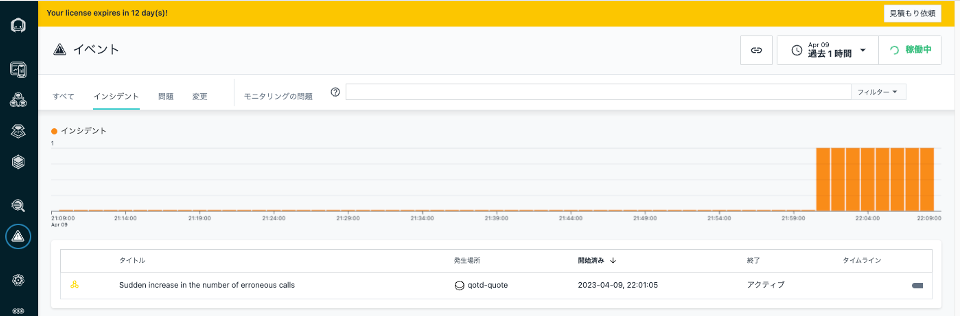 Your license expires in 12 day(s)!
見積もり依頼
イベント
Apr 09
過去 1 時間
稼働中
すべて
インシデント
問題
変更
モニタリングの問題
フィルター
インシデント
1
21:09:00
21:14:00
21:19:00
21:24:00
21:29:00
21:34:00
21:39:00
21:44:00
21:49:00
21:54:00
21:59:00
22:04:00
22:09:00
Apr 09
タイトル
発生場所
開始済み ↓
終了
タイムライン
Sudden increase in the number of erroneous calls
qotd-quote
2023-04-09, 22:01:05
アクティブ